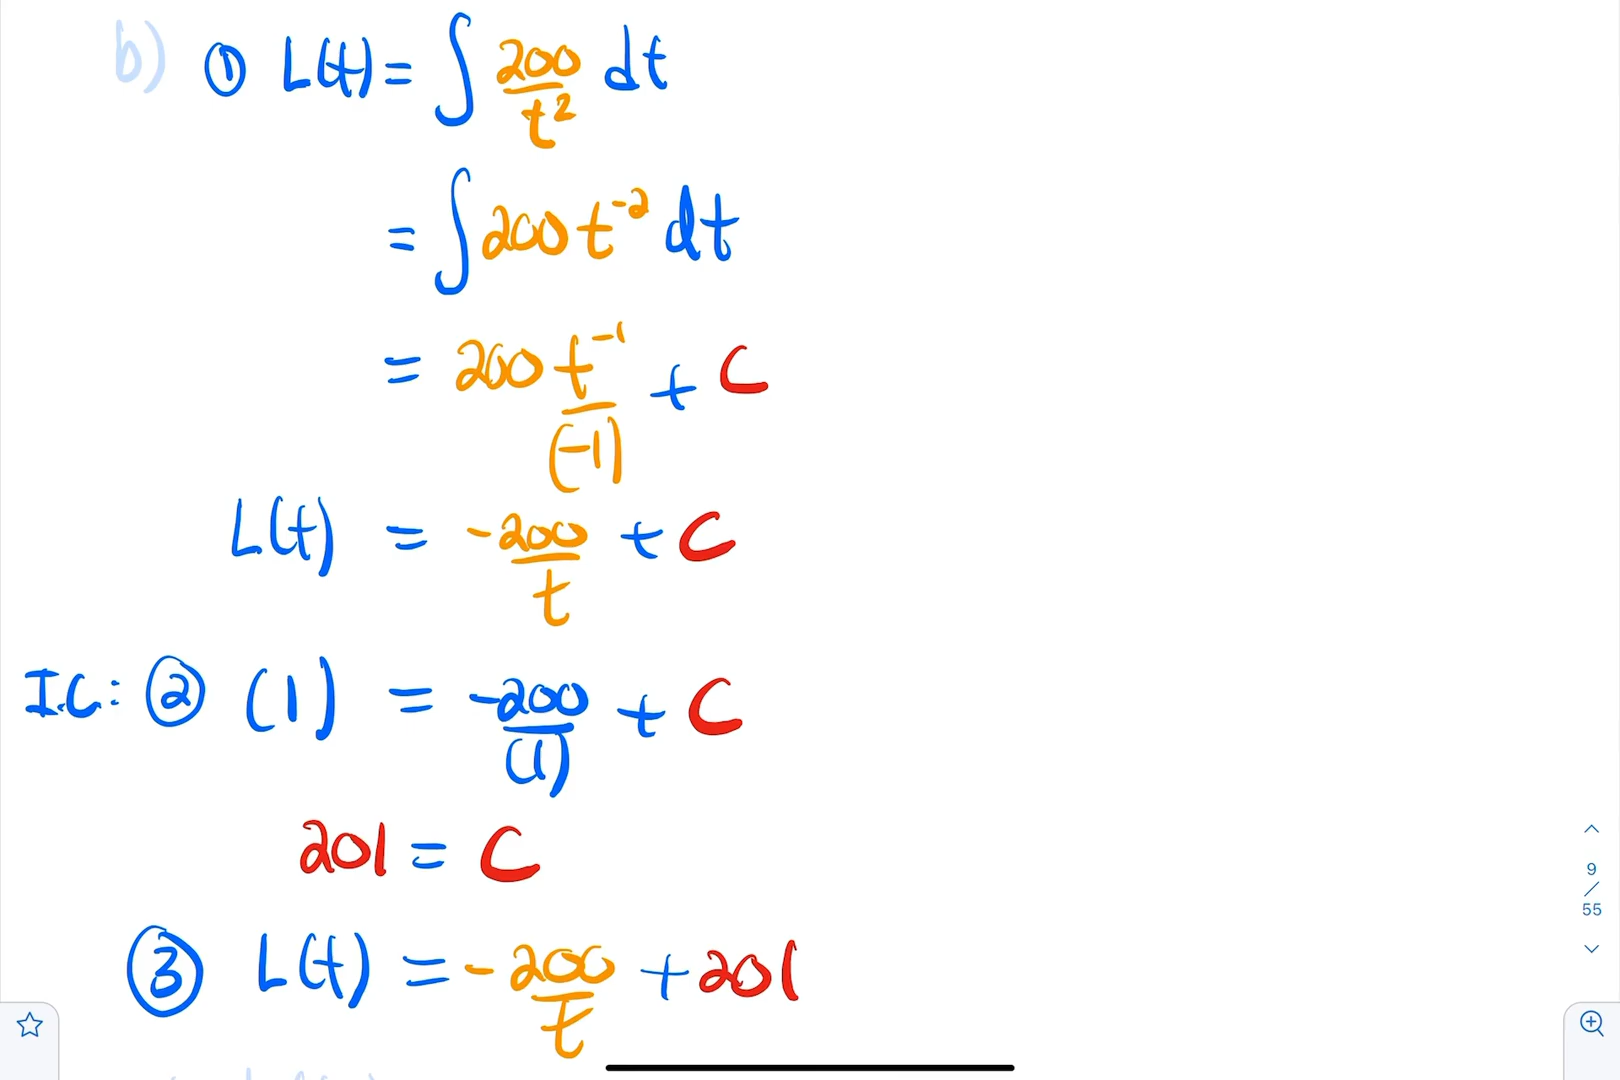 b) ① L(t) = ∫ 200/t² dt
= ∫ 200 t⁻² dt
= 200 t⁻¹/(-1) + C
L(t) = -200/t + C
I.C: ② (1) = -200/(1) + C
201 = C
③ L(t) = -200/t + 201
9
/
55